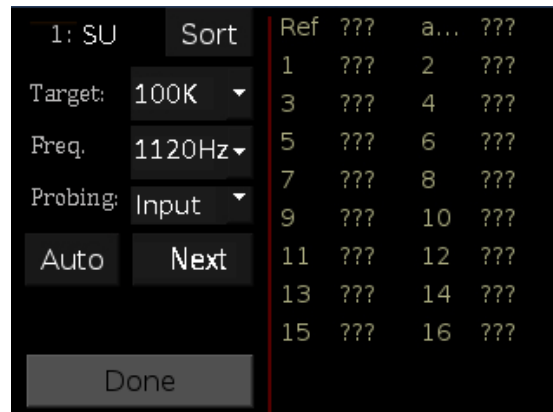 1: SU Sort
Target: 100K
Freq. 1120Hz
Probing: Input
Auto Next
Done
Ref ??? a... ???
1 ??? 2 ???
3 ??? 4 ???
5 ??? 6 ???
7 ??? 8 ???
9 ??? 10 ???
11 ??? 12 ???
13 ??? 14 ???
15 ??? 16 ???